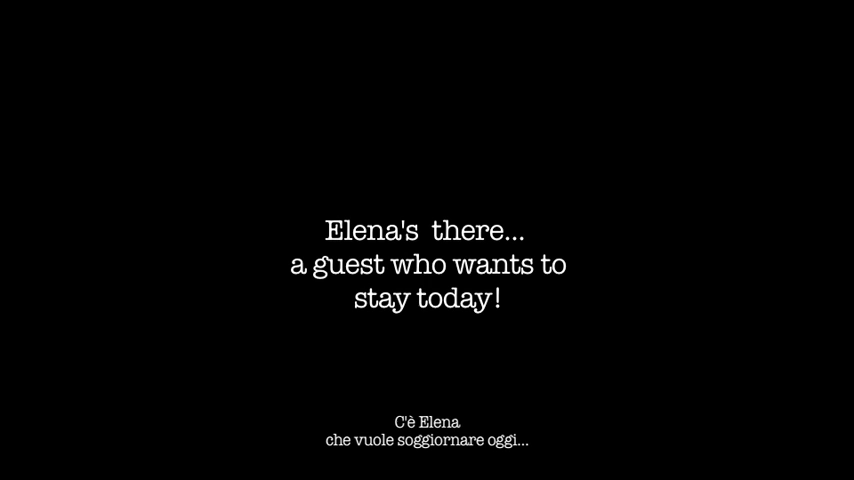 Elena's  there...
a guest who wants to
stay today!
C'è Elena
che vuole soggiornare oggi...